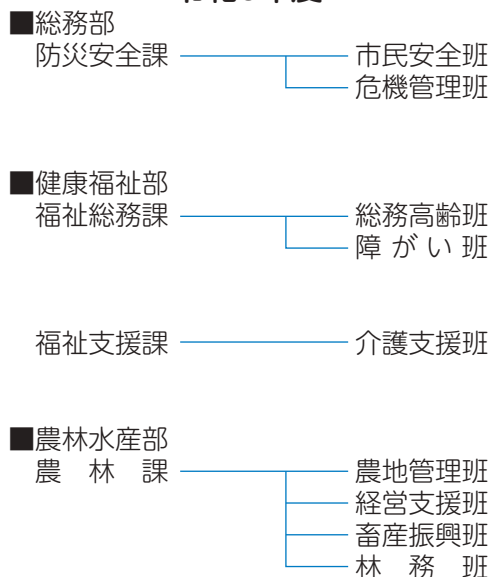 ■総務部
防災安全課 市民安全班
危機管理班
■健康福祉部
福祉総務課 総務高齢班
障がい班
福祉支援課 介護支援班
■農林水産部
農林課 農地管理班
経営支援班
畜産振興班
林務班